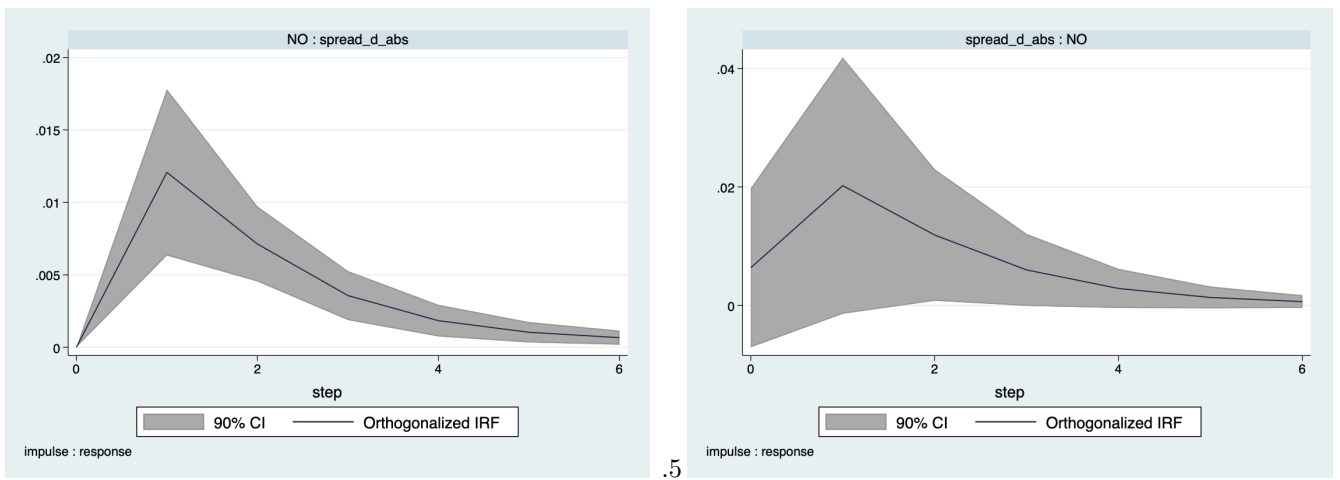 NO : spread_d_abs
.02
.015
.01
.005
0
0 2 4 6
step
90% CI Orthogonalized IRF
impulse : response
.5
spread_d_abs : NO
.04
.02
0
0 2 4 6
step
90% CI Orthogonalized IRF
impulse : response